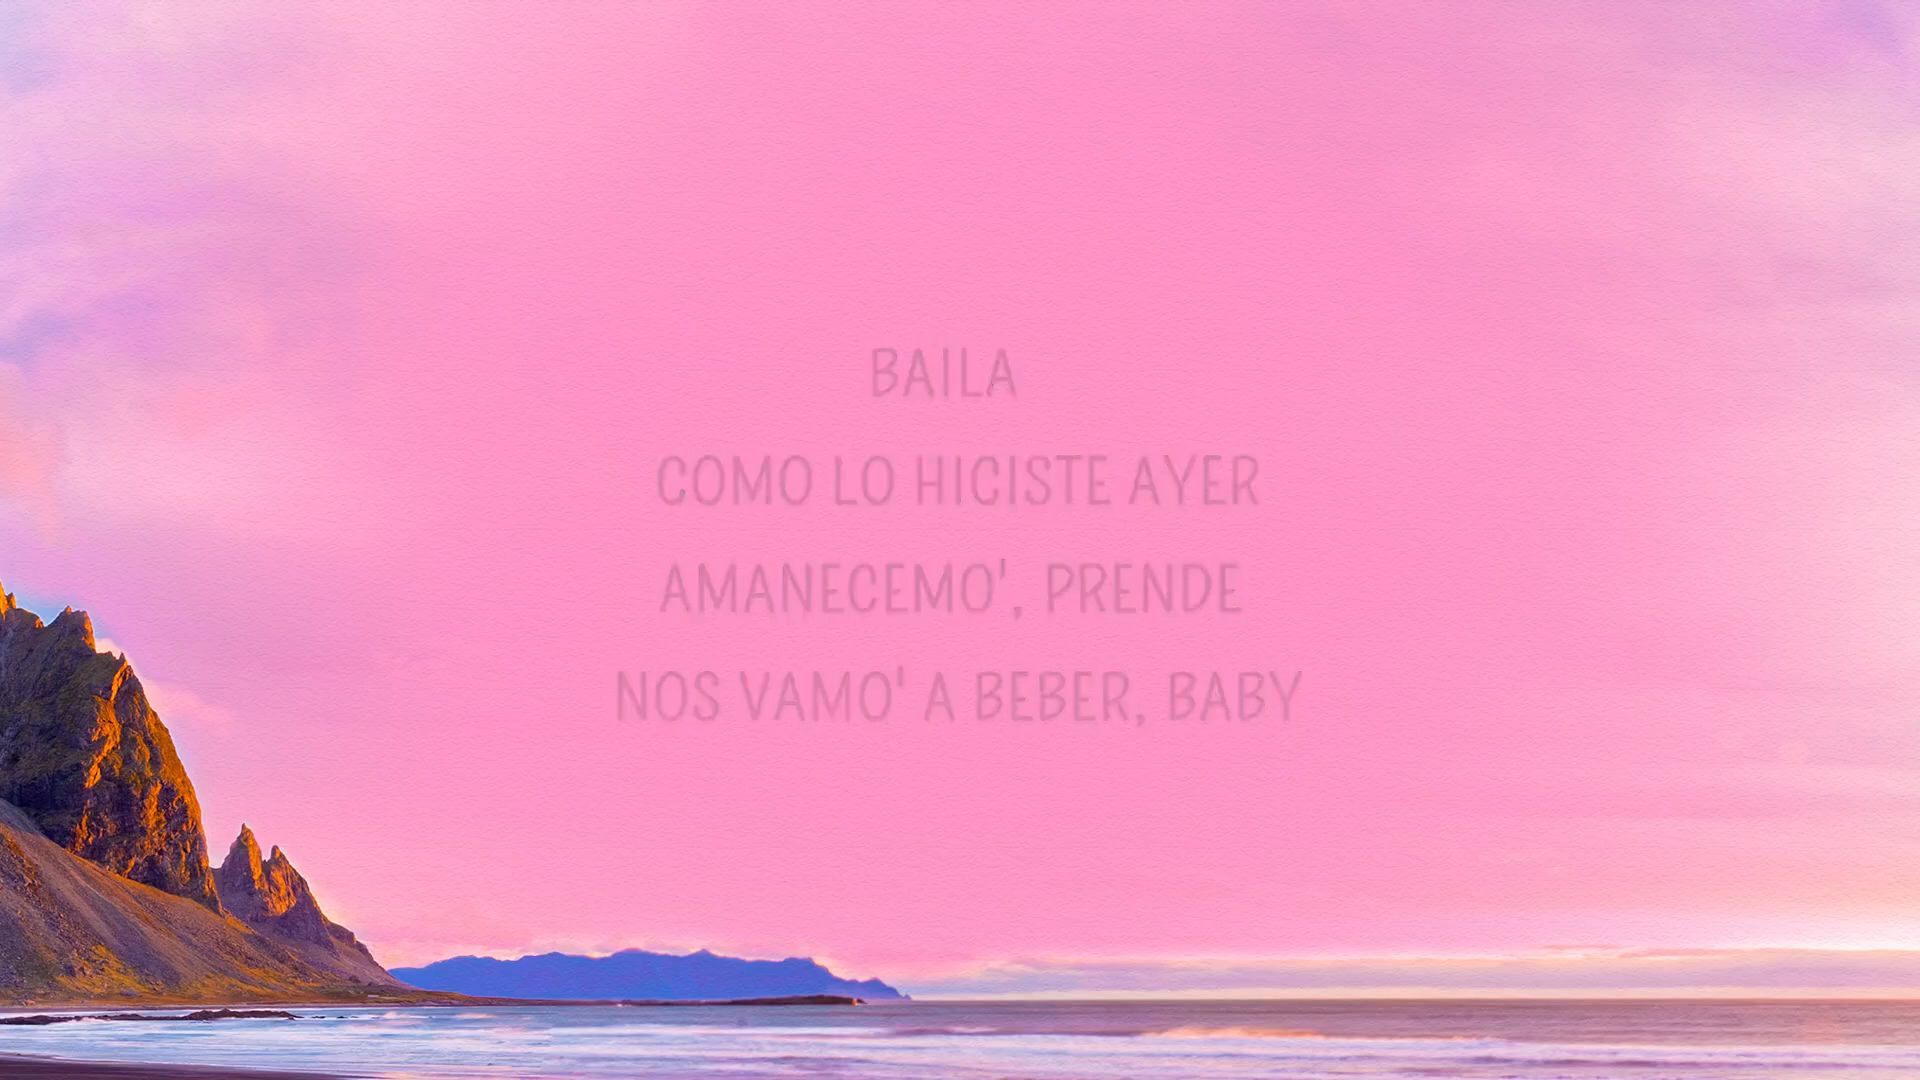 BAILA
COMO LO HICISTE AYER
AMANECEMO', PRENDE
NOS VAMO' A BEBER, BABY